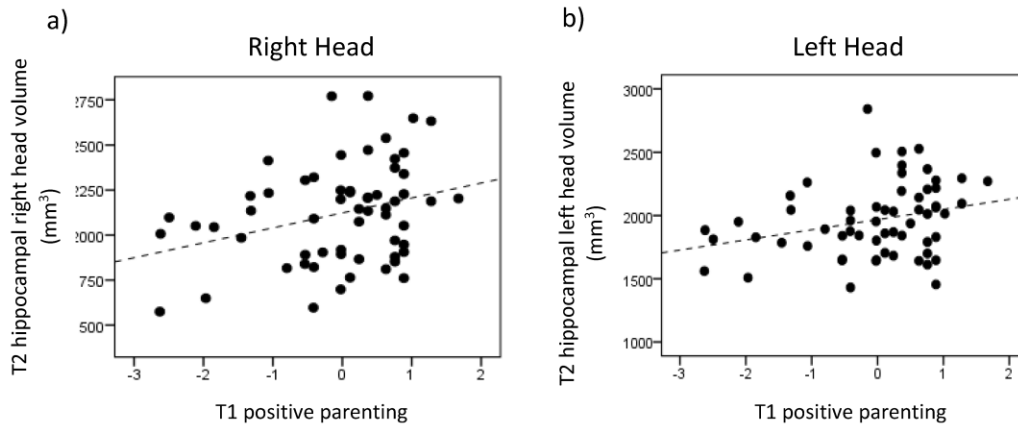 a)
Right Head
T2 hippocampal right head volume
(mm³)
2750
2500
2250
2000
750
500
-3 -2 -1 0 1 2
T1 positive parenting
b)
Left Head
T2 hippocampal left head volume
(mm³)
3000
2500
2000
1500
1000
-3 -2 -1 0 1 2
T1 positive parenting